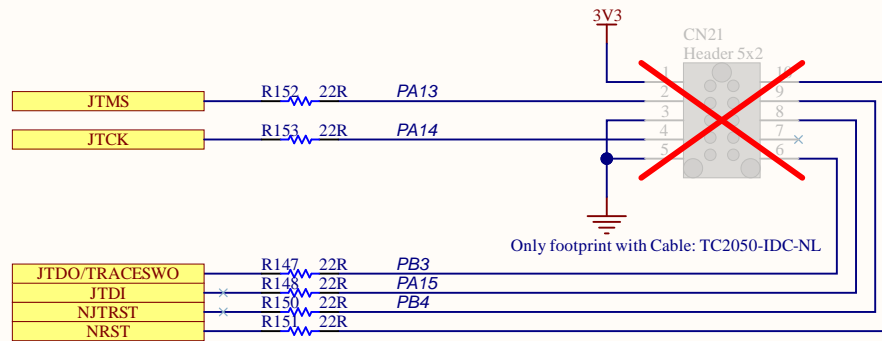 3V3
CN21
Header 5x2
1 10
JTMS R152 22R PA13 2 9
3 8
JTCK R153 22R PA14 4 7
5 6
Only footprint with Cable: TC2050-IDC-NL
JTDO/TRACESWO R147 22R PB3
JTDI R148 22R PA15
NJTRST R150 22R PB4
NRST R151 22R